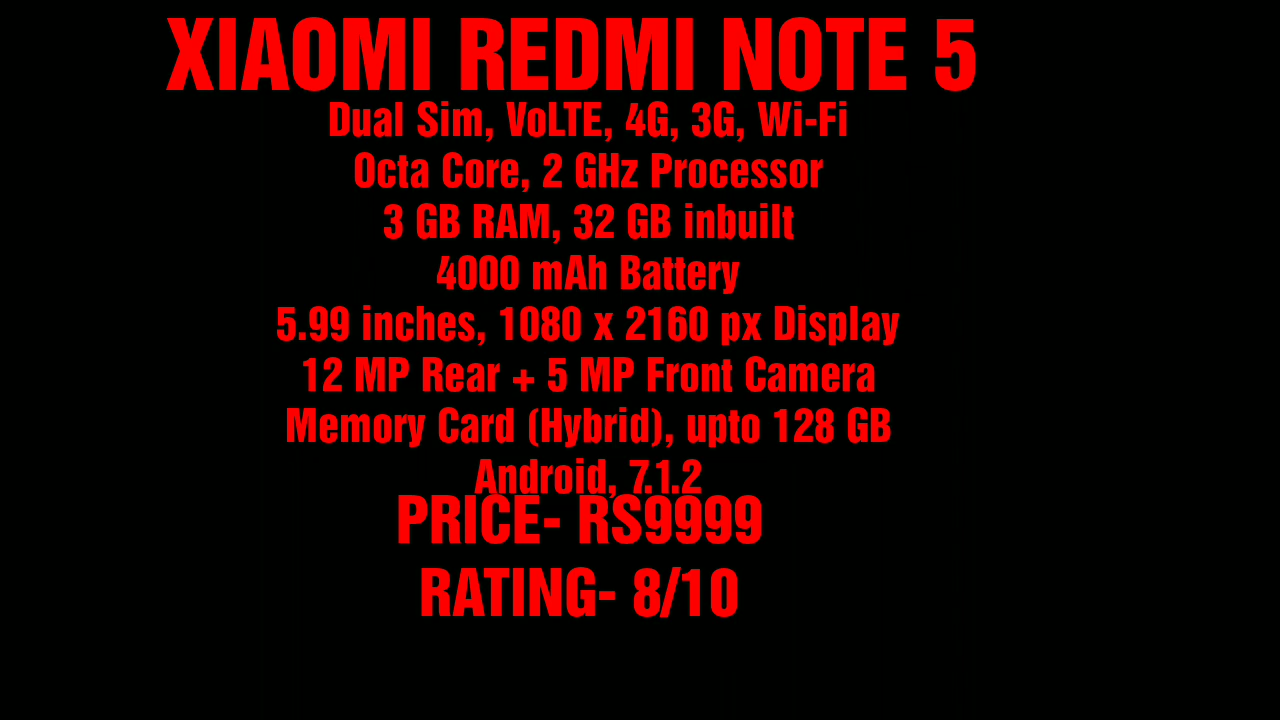 XIAOMI REDMI NOTE 5
Dual Sim, VoLTE, 4G, 3G, Wi-Fi
Octa Core, 2 GHz Processor
3 GB RAM, 32 GB inbuilt
4000 mAh Battery
5.99 inches, 1080 x 2160 px Display
12 MP Rear + 5 MP Front Camera
Memory Card (Hybrid), upto 128 GB
Android, 7.1.2
PRICE- RS9999
RATING- 8/10